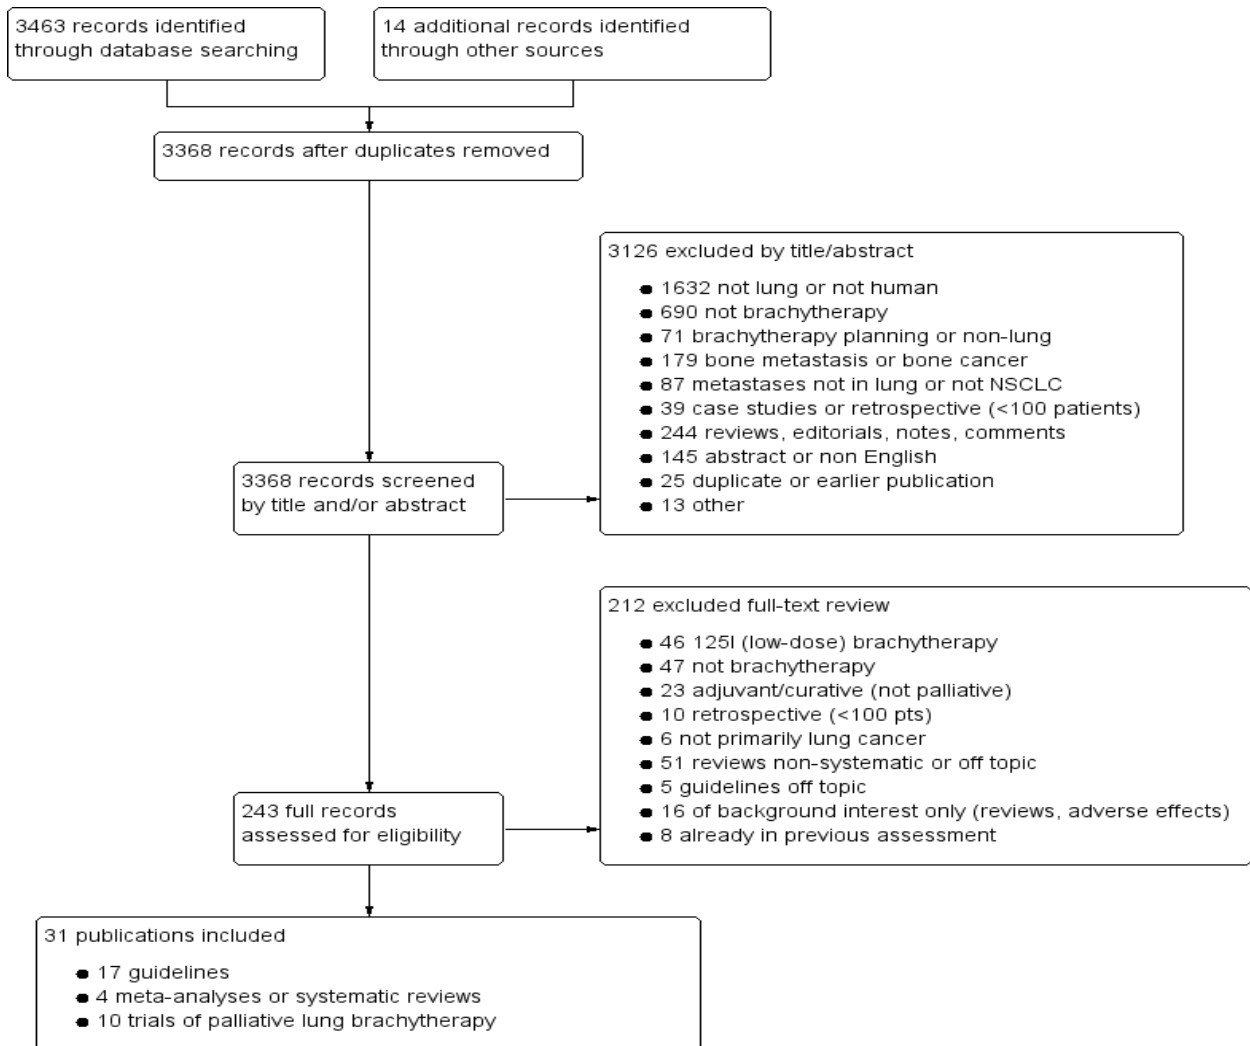 3463 records identified
through database searching
14 additional records identified
through other sources
3368 records after duplicates removed
3126 excluded by title/abstract
● 1632 not lung or not human
● 690 not brachytherapy
● 71 brachytherapy planning or non-lung
● 179 bone metastasis or bone cancer
● 87 metastases not in lung or not NSCLC
● 39 case studies or retrospective (<100 patients)
● 244 reviews, editorials, notes, comments
● 145 abstract or non English
● 25 duplicate or earlier publication
● 13 other
3368 records screened
by title and/or abstract
212 excluded full-text review
● 46 125I (low-dose) brachytherapy
● 47 not brachytherapy
● 23 adjuvant/curative (not palliative)
● 10 retrospective (<100 pts)
● 6 not primarily lung cancer
● 51 reviews non-systematic or off topic
● 5 guidelines off topic
● 16 of background interest only (reviews, adverse effects)
● 8 already in previous assessment
243 full records
assessed for eligibility
31 publications included
● 17 guidelines
● 4 meta-analyses or systematic reviews
● 10 trials of palliative lung brachytherapy